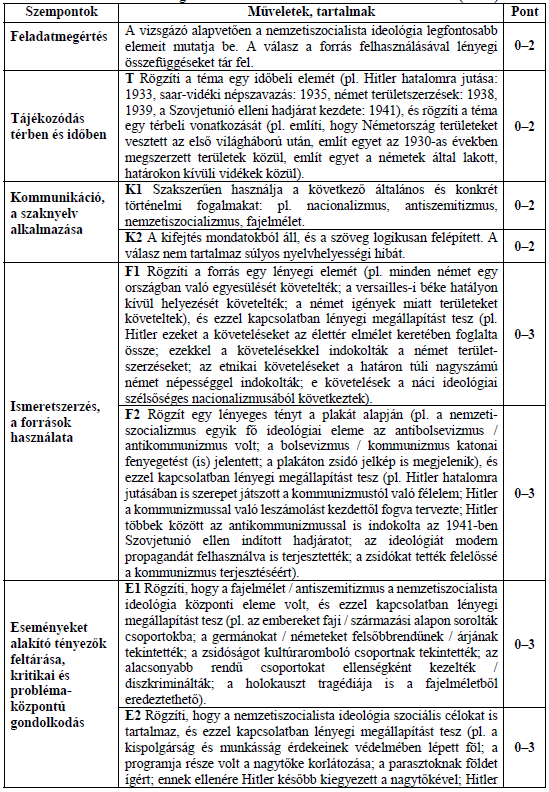 Szempontok Műveletek, tartalmak Pont
Feladatmegértés
A vizsgázó alapvetően a nemzetiszocialista ideológia legfontosabb
elemeit mutatja be. A válasz a forrás felhasználásával lényegi
összefüggéseket tár fel.
0–2
Tájékozódás
térben és időben
T Rögzíti a téma egy időbeli elemét (pl. Hitler hatalomra jutása:
1933, saar-vidéki népszavazás: 1935, német területszerzések: 1938,
1939, a Szovjetunió elleni hadjárat kezdete: 1941), és rögzíti a téma
egy térbeli vonatkozását (pl. említi, hogy Németország területeket
vesztett az első világháború után, említ egyet az 1930-as években
megszerzett területek közül, említ egyet a németek által lakott,
határokon kívüli vidékek közül).
0–2
Kommunikáció,
a szaknyelv
alkalmazása
K1 Szakszerűen használja a következő általános és konkrét
történelmi fogalmakat: pl. nacionalizmus, antiszemitizmus,
nemzetiszocializmus, fajelmélet.
0–2
K2 A kifejtés mondatokból áll, és a szöveg logikusan felépített. A
válasz nem tartalmaz súlyos nyelvhelyességi hibát.
0–2
Ismeretszerzés,
a források
használata
F1 Rögzíti a forrás egy lényegi elemét (pl. minden német egy
országban való egyesülését követelték; a versailles-i béke hatályon
kívül helyezését követelték; a német igények miatt területeket
követeltek), és ezzel kapcsolatban lényegi megállapítást tesz (pl.
Hitler ezeket a követeléseket az élettér elmélet keretében foglalta
össze; ezekkel a követelésekkel indokolták a német terület-
szerzéseket; az etnikai követeléseket a határon túli nagyszámú
német népességgel indokolták; e követelések a náci ideológiai
szélsőséges nacionalizmusából következtek).
0–3
F2 Rögzít egy lényeges tényt a plakát alapján (pl. a nemzeti-
szocializmus egyik fő ideológiai eleme az antibolsevizmus /
antikommunizmus volt; a bolsevizmus / kommunizmus katonai
fenyegetést (is) jelentett; a plakáton zsidó jelkép is megjelenik), és
ezzel kapcsolatban lényegi megállapítást tesz (pl. Hitler hatalomra
jutásában is szerepet játszott a kommunizmustól való félelem; Hitler
a kommunizmussal való leszámolást kezdettől fogva tervezte; Hitler
többek között az antikommunizmussal is indokolta az 1941-ben
Szovjetunió ellen indított hadjáratot; az ideológiát modern
propagandát felhasználva is terjesztették; a zsidókat tették felelőssé
a kommunizmus terjesztéséért).
0–3
Eseményeket
alakító tényezők
feltárása,
kritikai és
probléma-
központú
gondolkodás
E1 Rögzíti, hogy a fajelmélet / antiszemitizmus a nemzetiszocialista
ideológia központi eleme volt, és ezzel kapcsolatban lényegi
megállapítást tesz (pl. az embereket faji / származási alapon sorolták
csoportokba; a germánokat / németeket felsőbbrendűnek / árjának
tekintették; a zsidóságot kultúraromboló csoportnak tekintették; az
alacsonyabb rendű csoportokat ellenségként kezelték /
diszkriminálták; a holokauszt tragédiája is a fajelméletből
eredeztethető).
0–3
E2 Rögzíti, hogy a nemzetiszocialista ideológia szociális célokat is
tartalmaz, és ezzel kapcsolatban lényegi megállapítást tesz (pl. a
kispolgárság és munkásság érdekeinek védelmében lépett föl; a
programja része volt a nagytőke korlátozása; a parasztoknak földet
ígért; ennek ellenére Hitler később kiegyezett a nagytőkével; Hitler
0–3